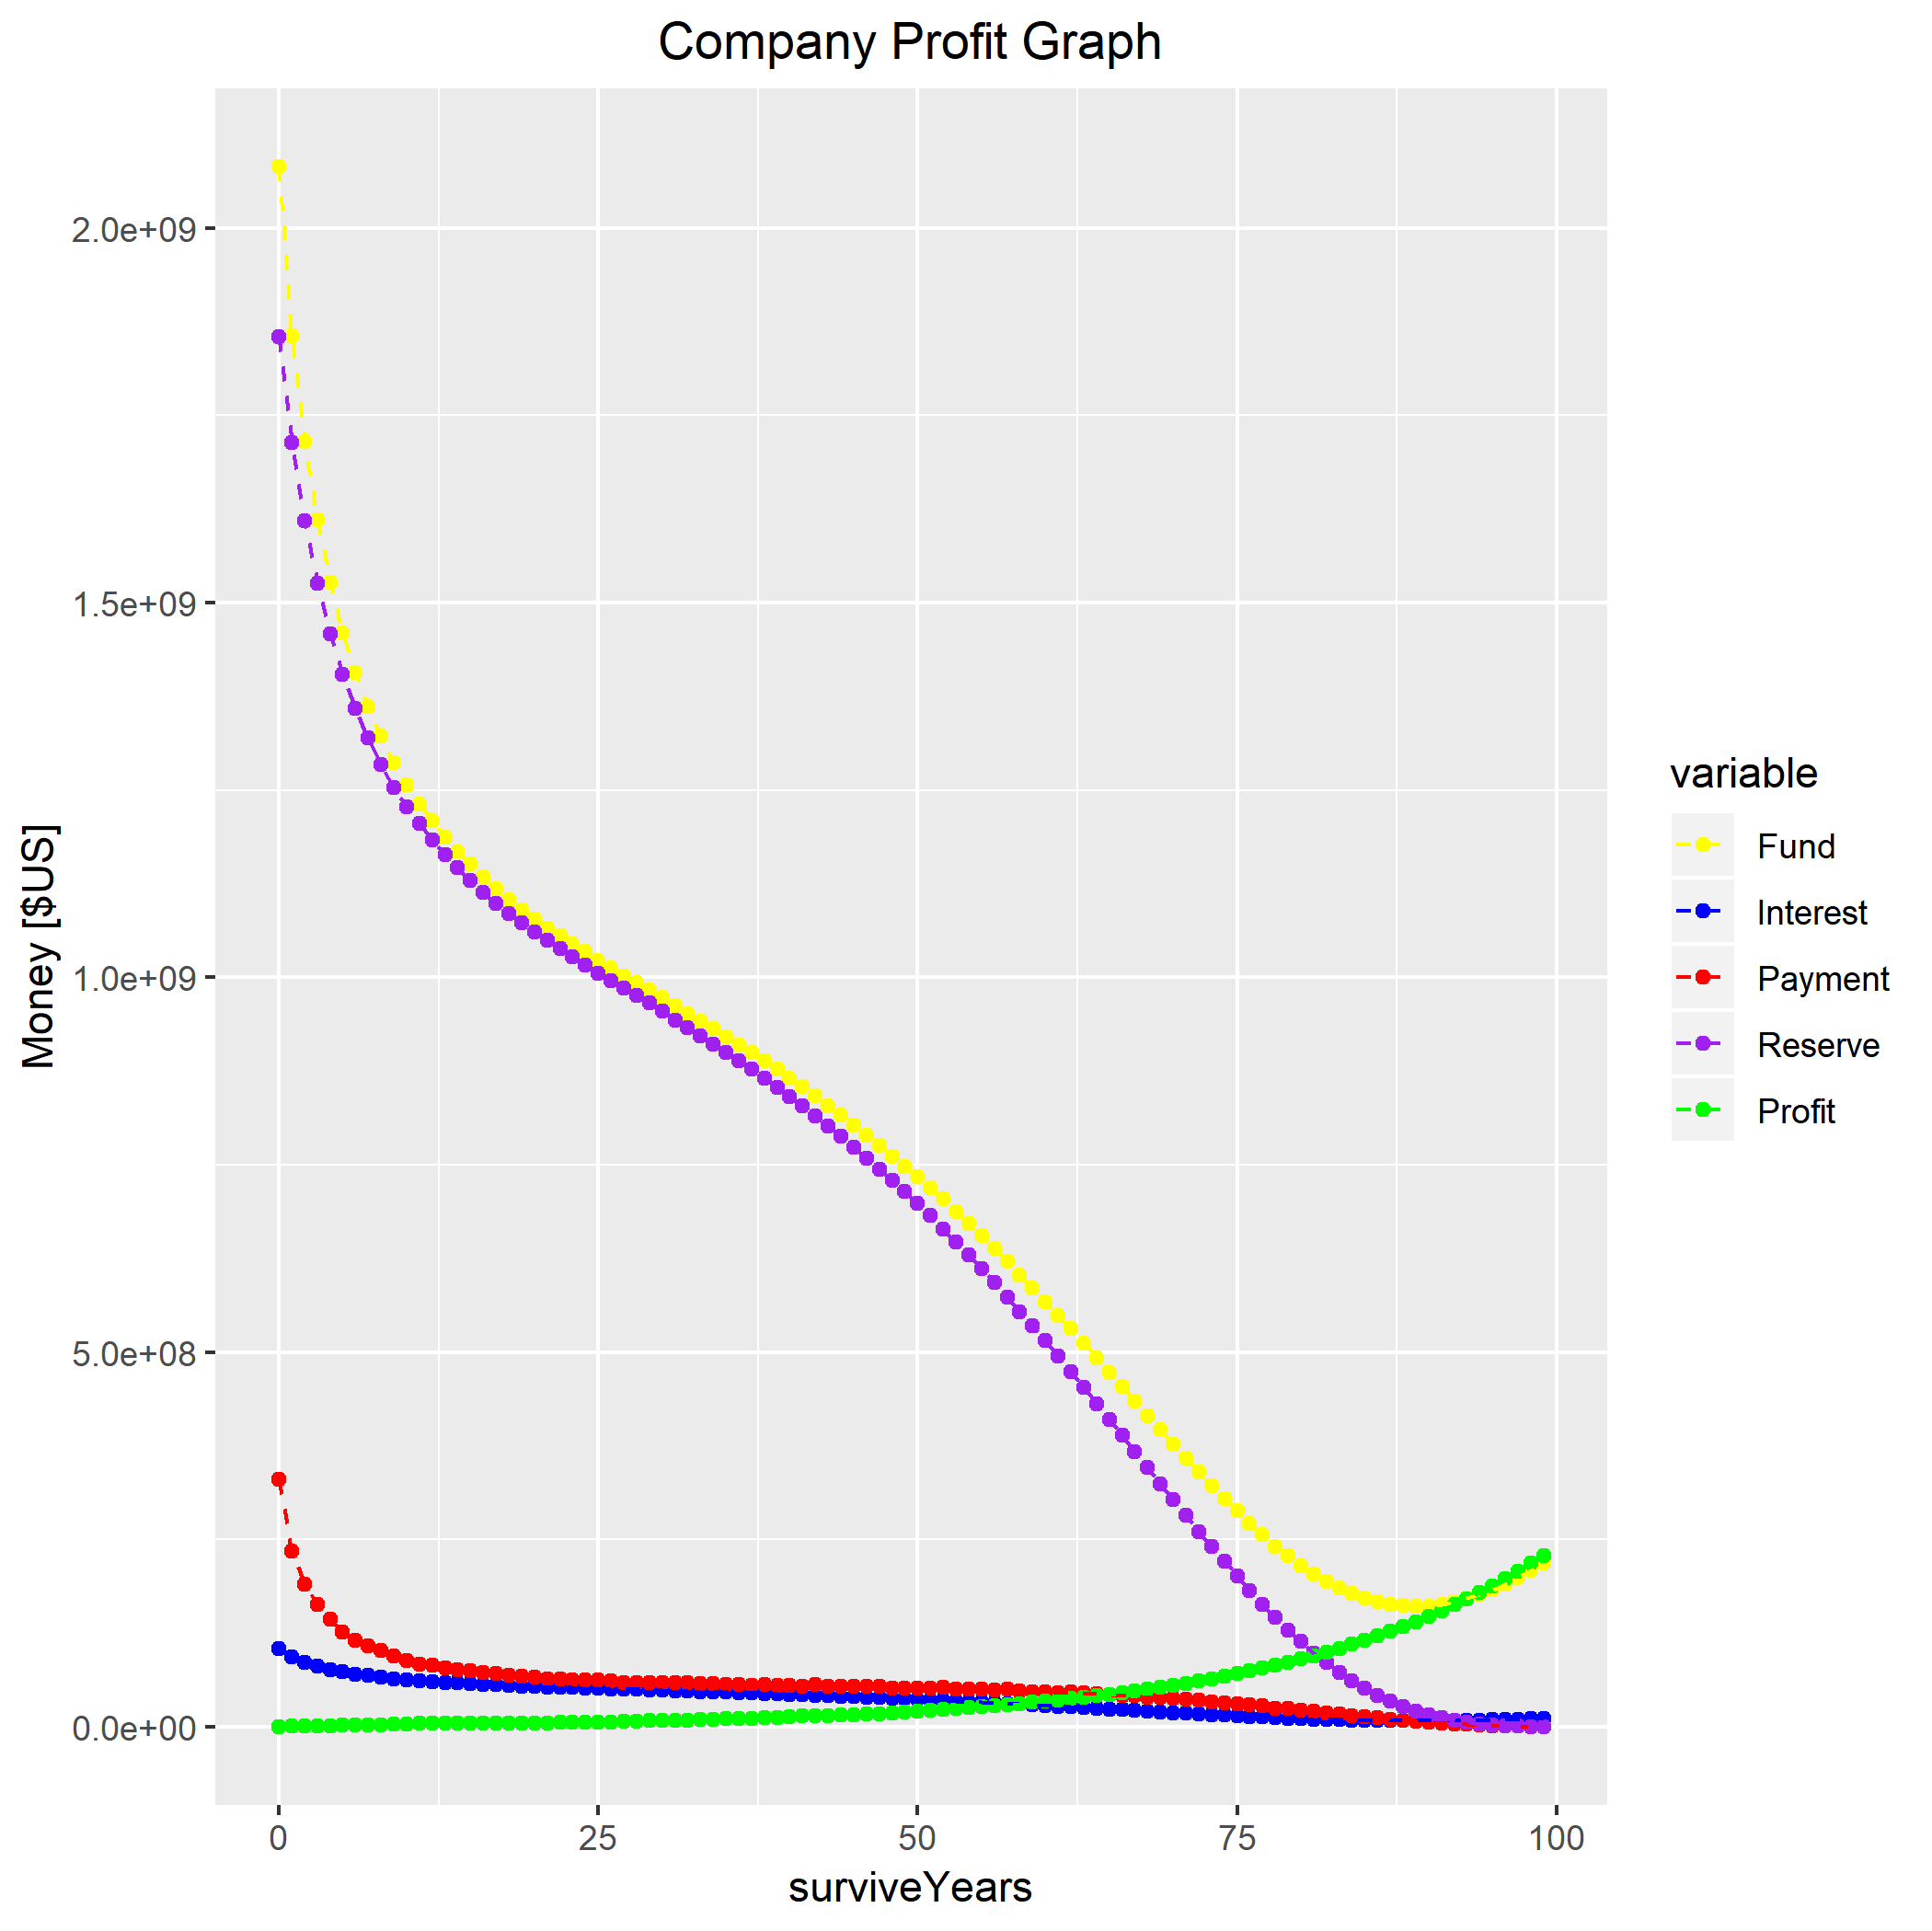 Company Profit Graph
Money [$US]
2.0e+09
1.5e+09
1.0e+09
5.0e+08
0.0e+00
0 25 50 75 100
surviveYears
variable
Fund
Interest
Payment
Reserve
Profit